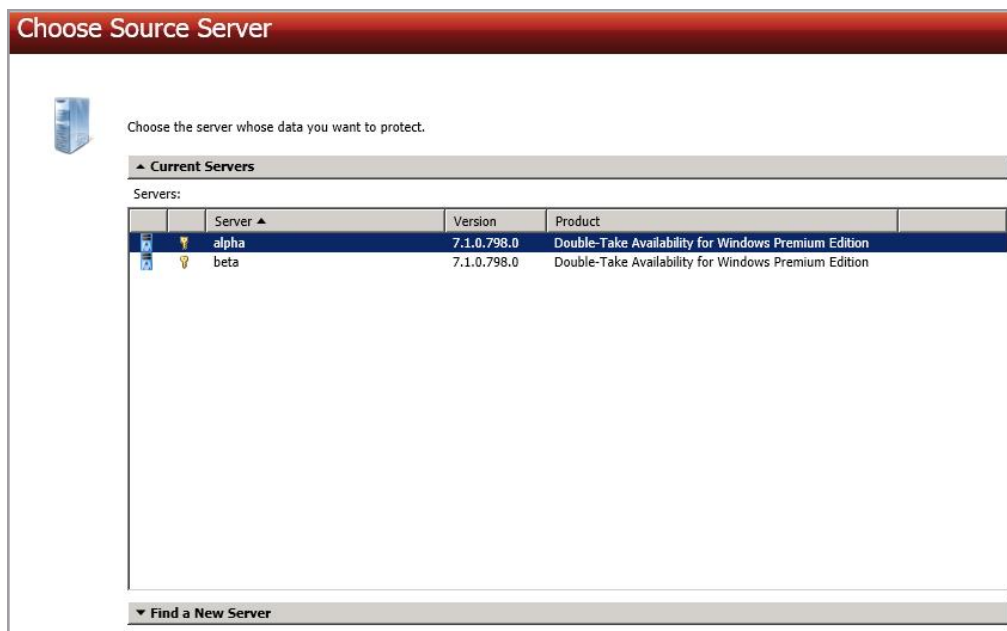 Choose Source Server
Choose the server whose data you want to protect.
Current Servers
Servers:
Server Version Product
alpha 7.1.0.798.0 Double-Take Availability for Windows Premium Edition
beta 7.1.0.798.0 Double-Take Availability for Windows Premium Edition
Find a New Server